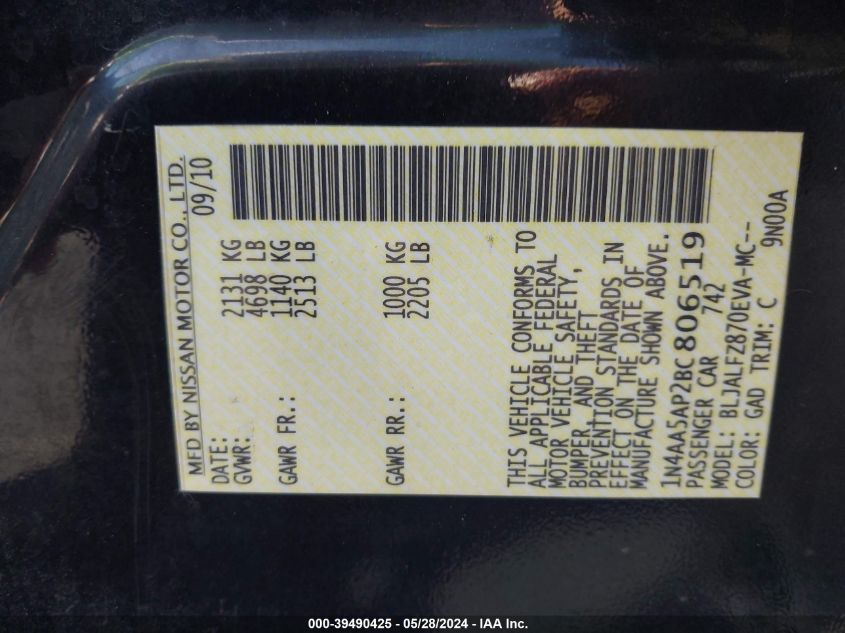 MFD BY NISSAN MOTOR CO., LTD.
DATE: 09/10
GVWR: 2131 KG
4698 LB
GAWR FR.: 1140 KG
2513 LB
GAWR RR.: 1000 KG
2205 LB
THIS VEHICLE CONFORMS TO
ALL APPLICABLE FEDERAL
MOTOR VEHICLE SAFETY,
BUMPER, AND THEFT
PREVENTION STANDARDS IN
EFFECT ON THE DATE OF
MANUFACTURE SHOWN ABOVE.
1N4AA5AP2BC806519
PASSENGER CAR 742
MODEL: BLJALFZ870EVA-MC--
COLOR: GAD TRIM: C 9N00A
000-39490425 - 05/28/2024 - IAA Inc.